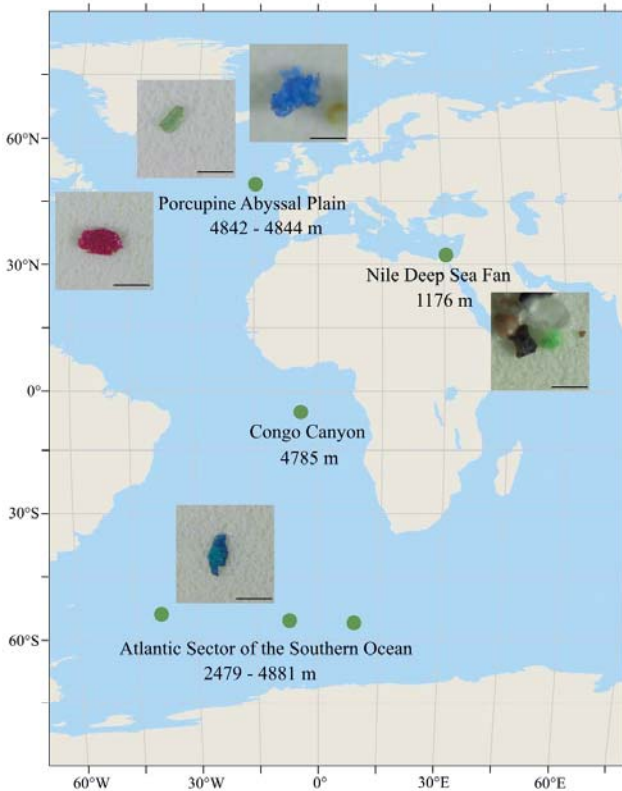 60°N
Porcupine Abyssal Plain
4842 - 4844 m
30°N
Nile Deep Sea Fan
1176 m
0°
Congo Canyon
4785 m
30°S
60°S
Atlantic Sector of the Southern Ocean
2479 - 4881 m
60°W
30°W
0°
30°E
60°E